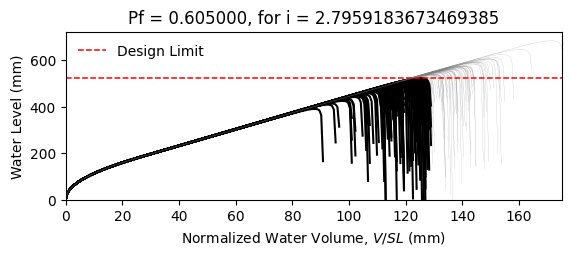 Pf = 0.605000, for i = 2.7959183673469385
Design Limit
Water Level (mm)
600
400
200
0
0 20 40 60 80 100 120 140 160
Normalized Water Volume, V/SL (mm)